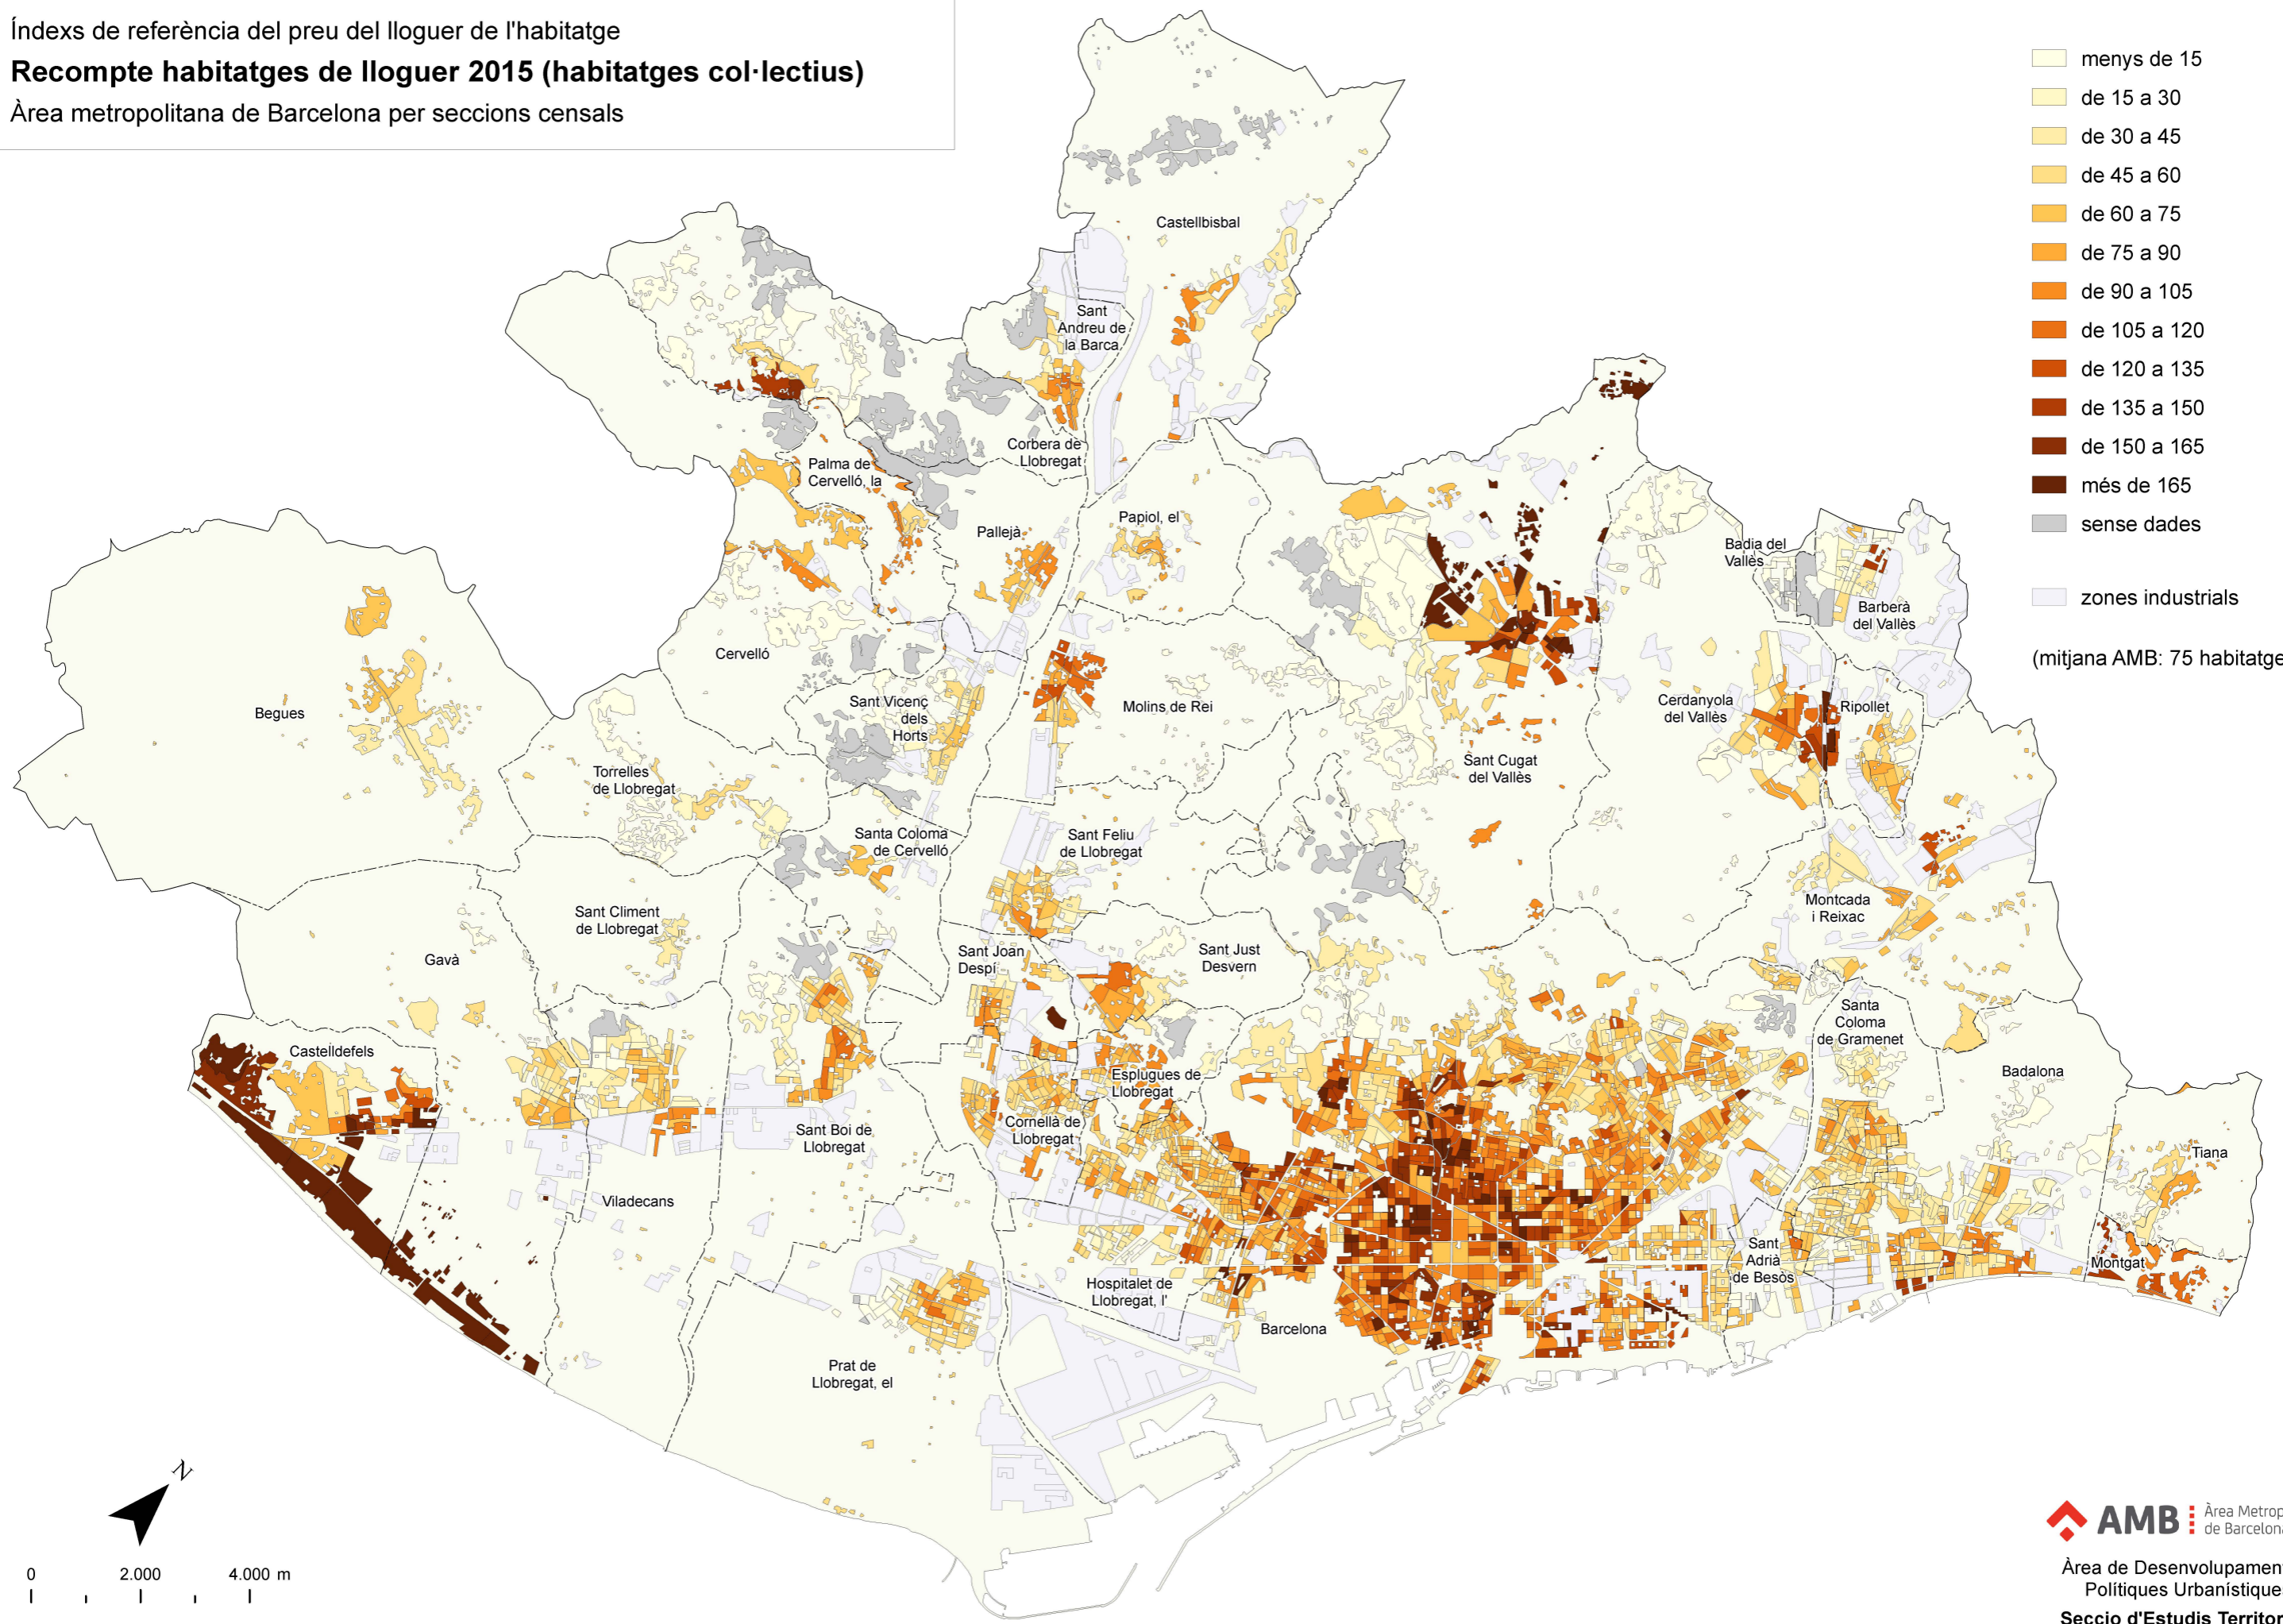 Índexs de referència del preu del lloguer de l'habitatge
Recompte habitatges de lloguer 2015 (habitatges col·lectius)
Àrea metropolitana de Barcelona per seccions censals
menys de 15
de 15 a 30
de 30 a 45
de 45 a 60
de 60 a 75
de 75 a 90
de 90 a 105
de 105 a 120
de 120 a 135
de 135 a 150
de 150 a 165
més de 165
sense dades
zones industrials
(mitjana AMB: 75 habitatge
Castellbisbal
Sant
Andreu de
la Barca
Corbera de
Llobregat
Palma de
Cervelló, la
Pallejà
Papiol, el
Badia del
Vallès
Barberà
del Vallès
Cervelló
Begues
Sant Vicenç
dels
Horts
Molins de Rei
Cerdanyola
del Vallès
Ripollet
Sant Cugat
del Vallès
Torrelles
de Llobregat
Santa Coloma
de Cervelló
Sant Feliu
de Llobregat
Montcada
i Reixac
Sant Climent
de Llobregat
Gavà
Sant Joan
Despí
Sant Just
Desvern
Santa
Coloma
de Gramenet
Castelldefels
Badalona
Esplugues de
Llobregat
Cornellà de
Llobregat
Sant Boi de
Llobregat
Tiana
Viladecans
Sant
Adrià
de Besòs
Montgat
Hospitalet de
Llobregat, l'
Barcelona
Prat de
Llobregat, el
N
0 2.000 4.000 m
AMB
Àrea Metrop
de Barcelona
Àrea de Desenvolupament
Polítiques Urbanístique
Seccio d'Estudis Territor